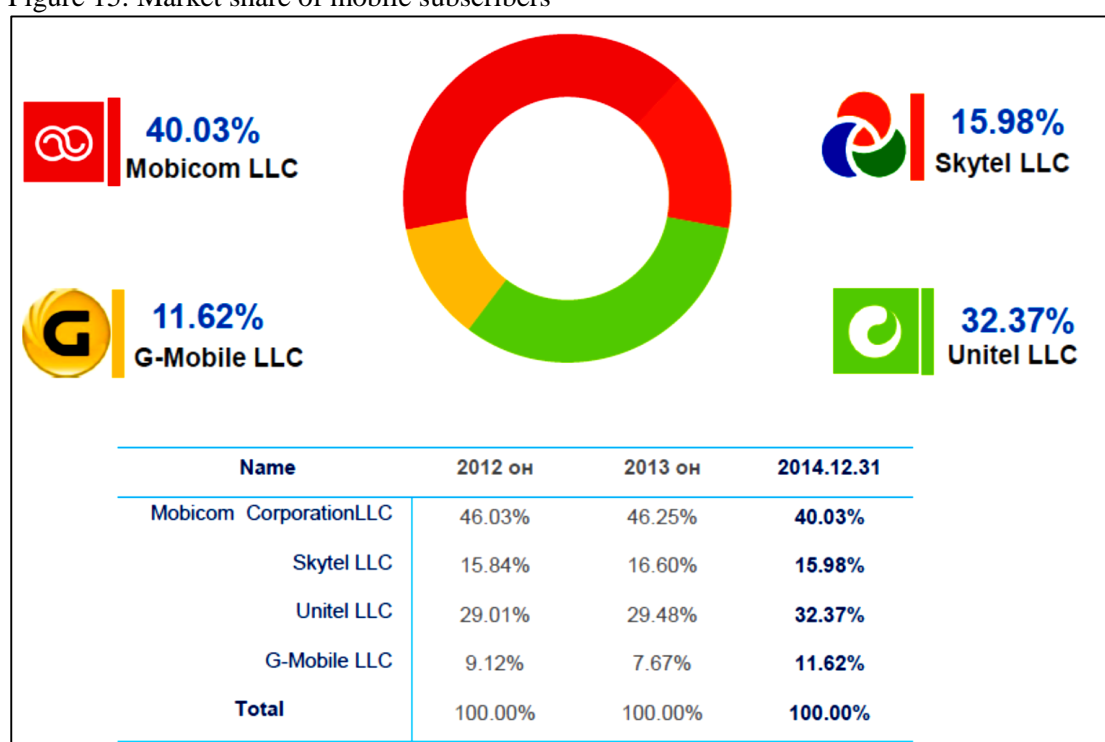 Figure 15: Market share of mobile subscribers
40.03%
Mobicom LLC
15.98%
Skytel LLC
G
11.62%
G-Mobile LLC
32.37%
Unitel LLC
Name 2012 он 2013 он 2014.12.31
Mobicom CorporationLLC 46.03% 46.25% 40.03%
Skytel LLC 15.84% 16.60% 15.98%
Unitel LLC 29.01% 29.48% 32.37%
G-Mobile LLC 9.12% 7.67% 11.62%
Total 100.00% 100.00% 100.00%